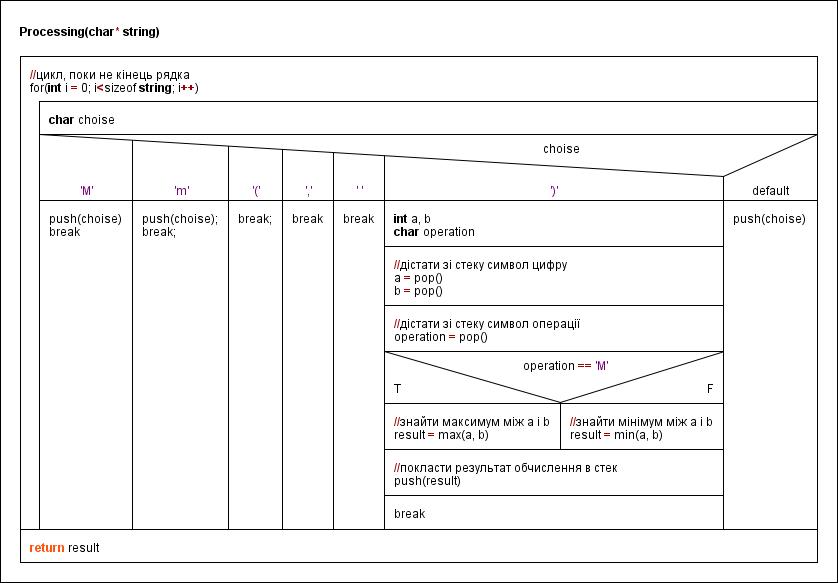 Processing(char* string)
//цикл, поки не кінець рядка
for(int i = 0; i<sizeof string; i++)
char choise
choise
'M' 'm' '(' ',' ' ' ')' default
push(choise)
break
push(choise);
break;
break;
break
break
int a, b
char operation
//дістати зі стеку символ цифру
a = pop()
b = pop()
//дістати зі стеку символ операції
operation = pop()
operation == 'M'
T F
//знайти максимум між a і b
result = max(a, b)
//знайти мінімум між a і b
result = min(a, b)
//покласти результат обчислення в стек
push(result)
break
push(choise)
return result